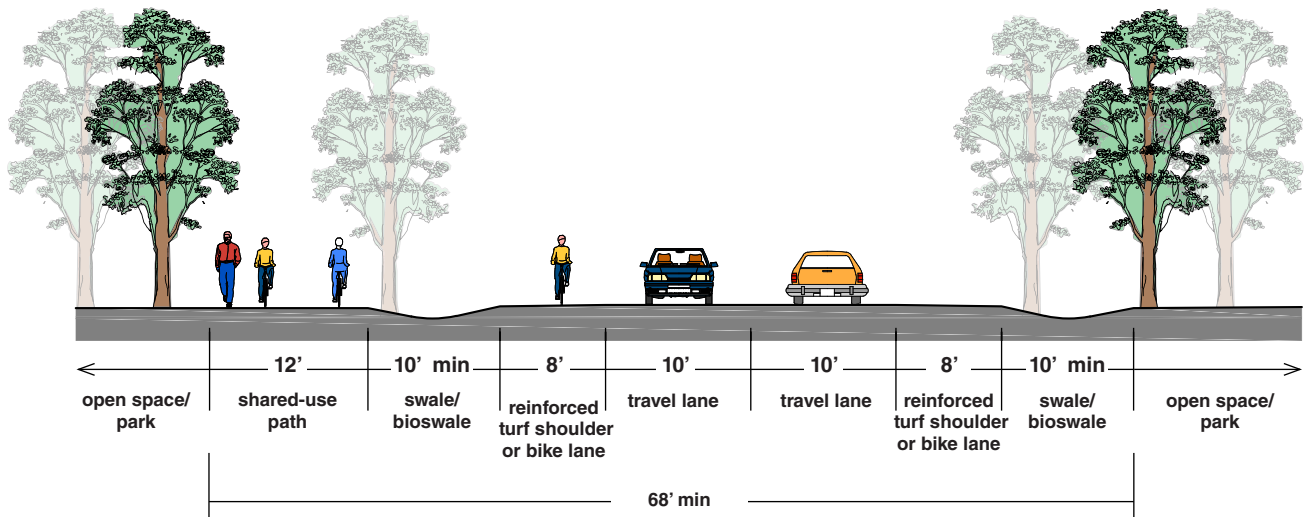 12’ 10’ min 8’ 10’ 10’ 8’ 10’ min
open space/
park
shared-use
path
swale/
bioswale
reinforced
turf shoulder
or bike lane
travel lane
travel lane
reinforced
turf shoulder
or bike lane
swale/
bioswale
open space/
park
68’ min